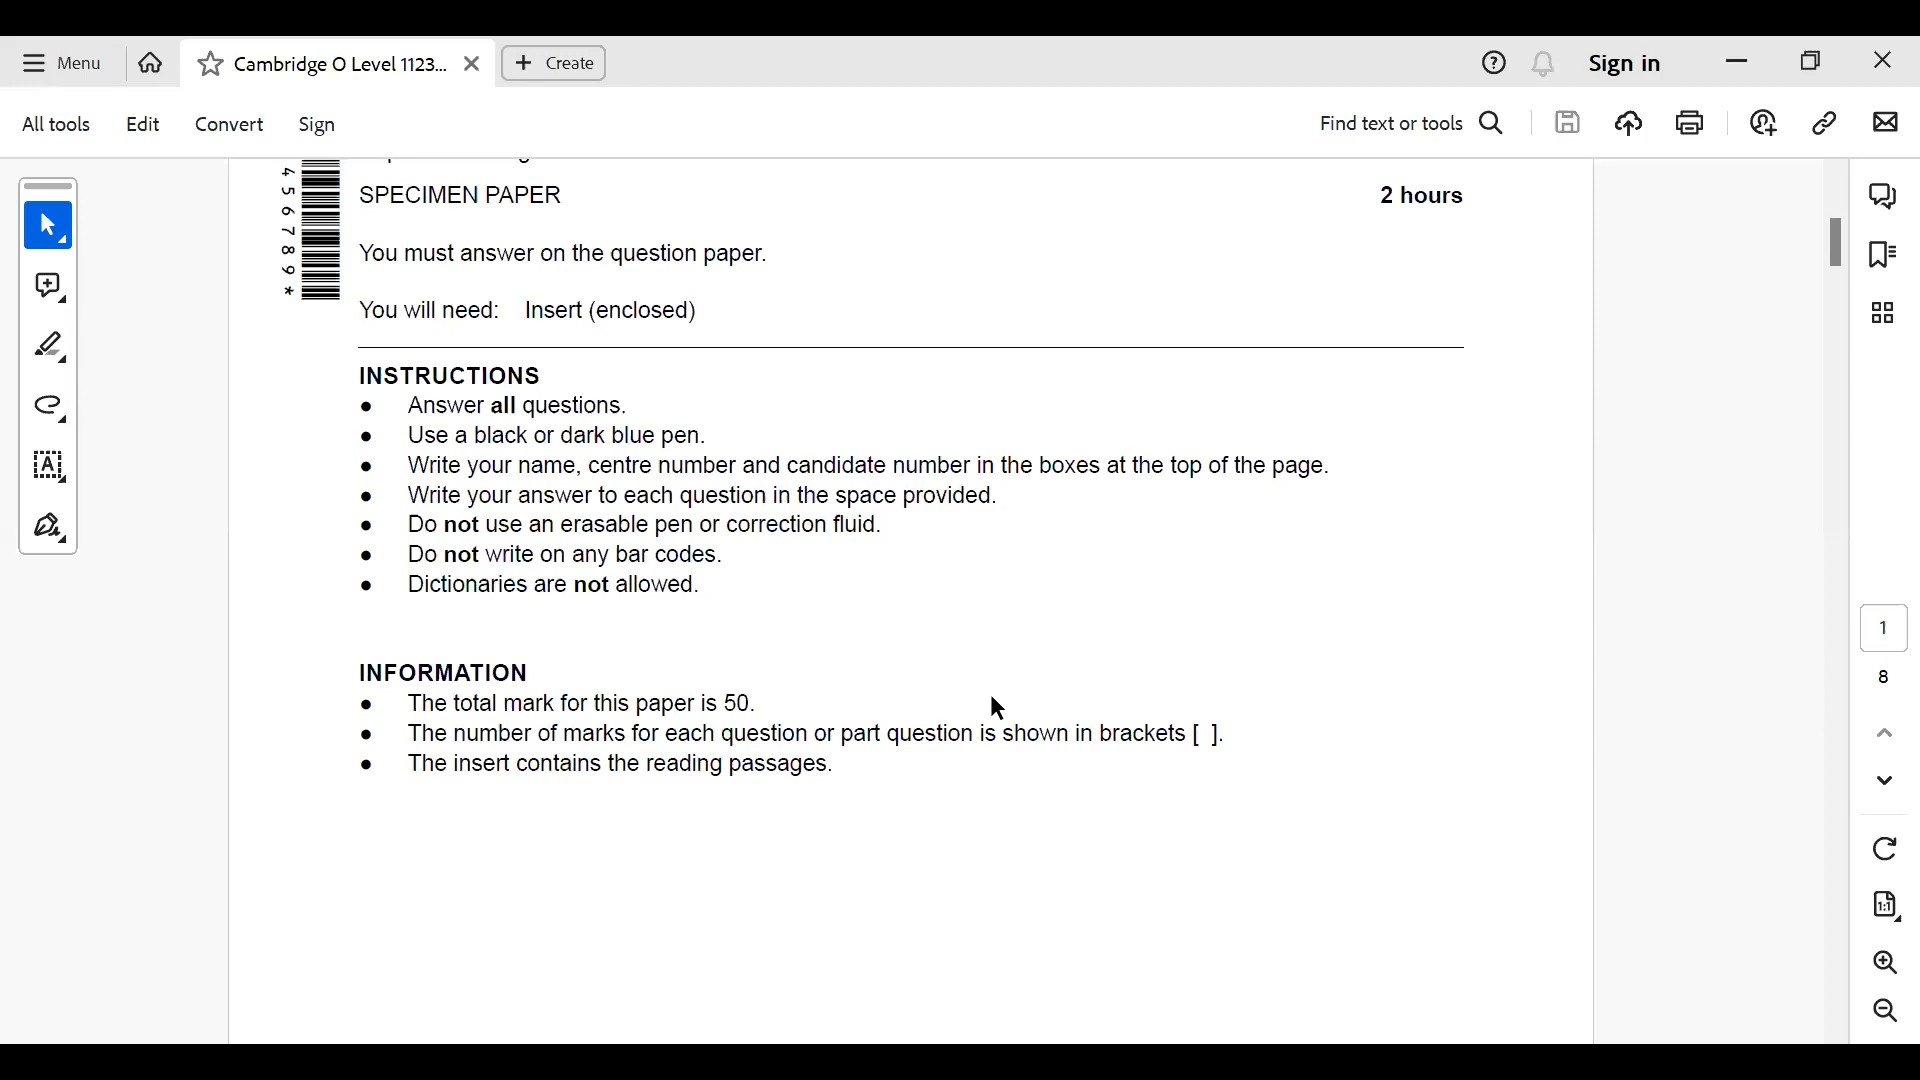 Menu
Cambridge O Level 1123...
Create
Sign in
All tools
Edit
Convert
Sign
Find text or tools
4 5 6 7 8 9 *
SPECIMEN PAPER
2 hours
You must answer on the question paper.
You will need: Insert (enclosed)
INSTRUCTIONS
● Answer all questions.
● Use a black or dark blue pen.
● Write your name, centre number and candidate number in the boxes at the top of the page.
● Write your answer to each question in the space provided.
● Do not use an erasable pen or correction fluid.
● Do not write on any bar codes.
● Dictionaries are not allowed.
INFORMATION
● The total mark for this paper is 50.
● The number of marks for each question or part question is shown in brackets [ ].
● The insert contains the reading passages.
1
8